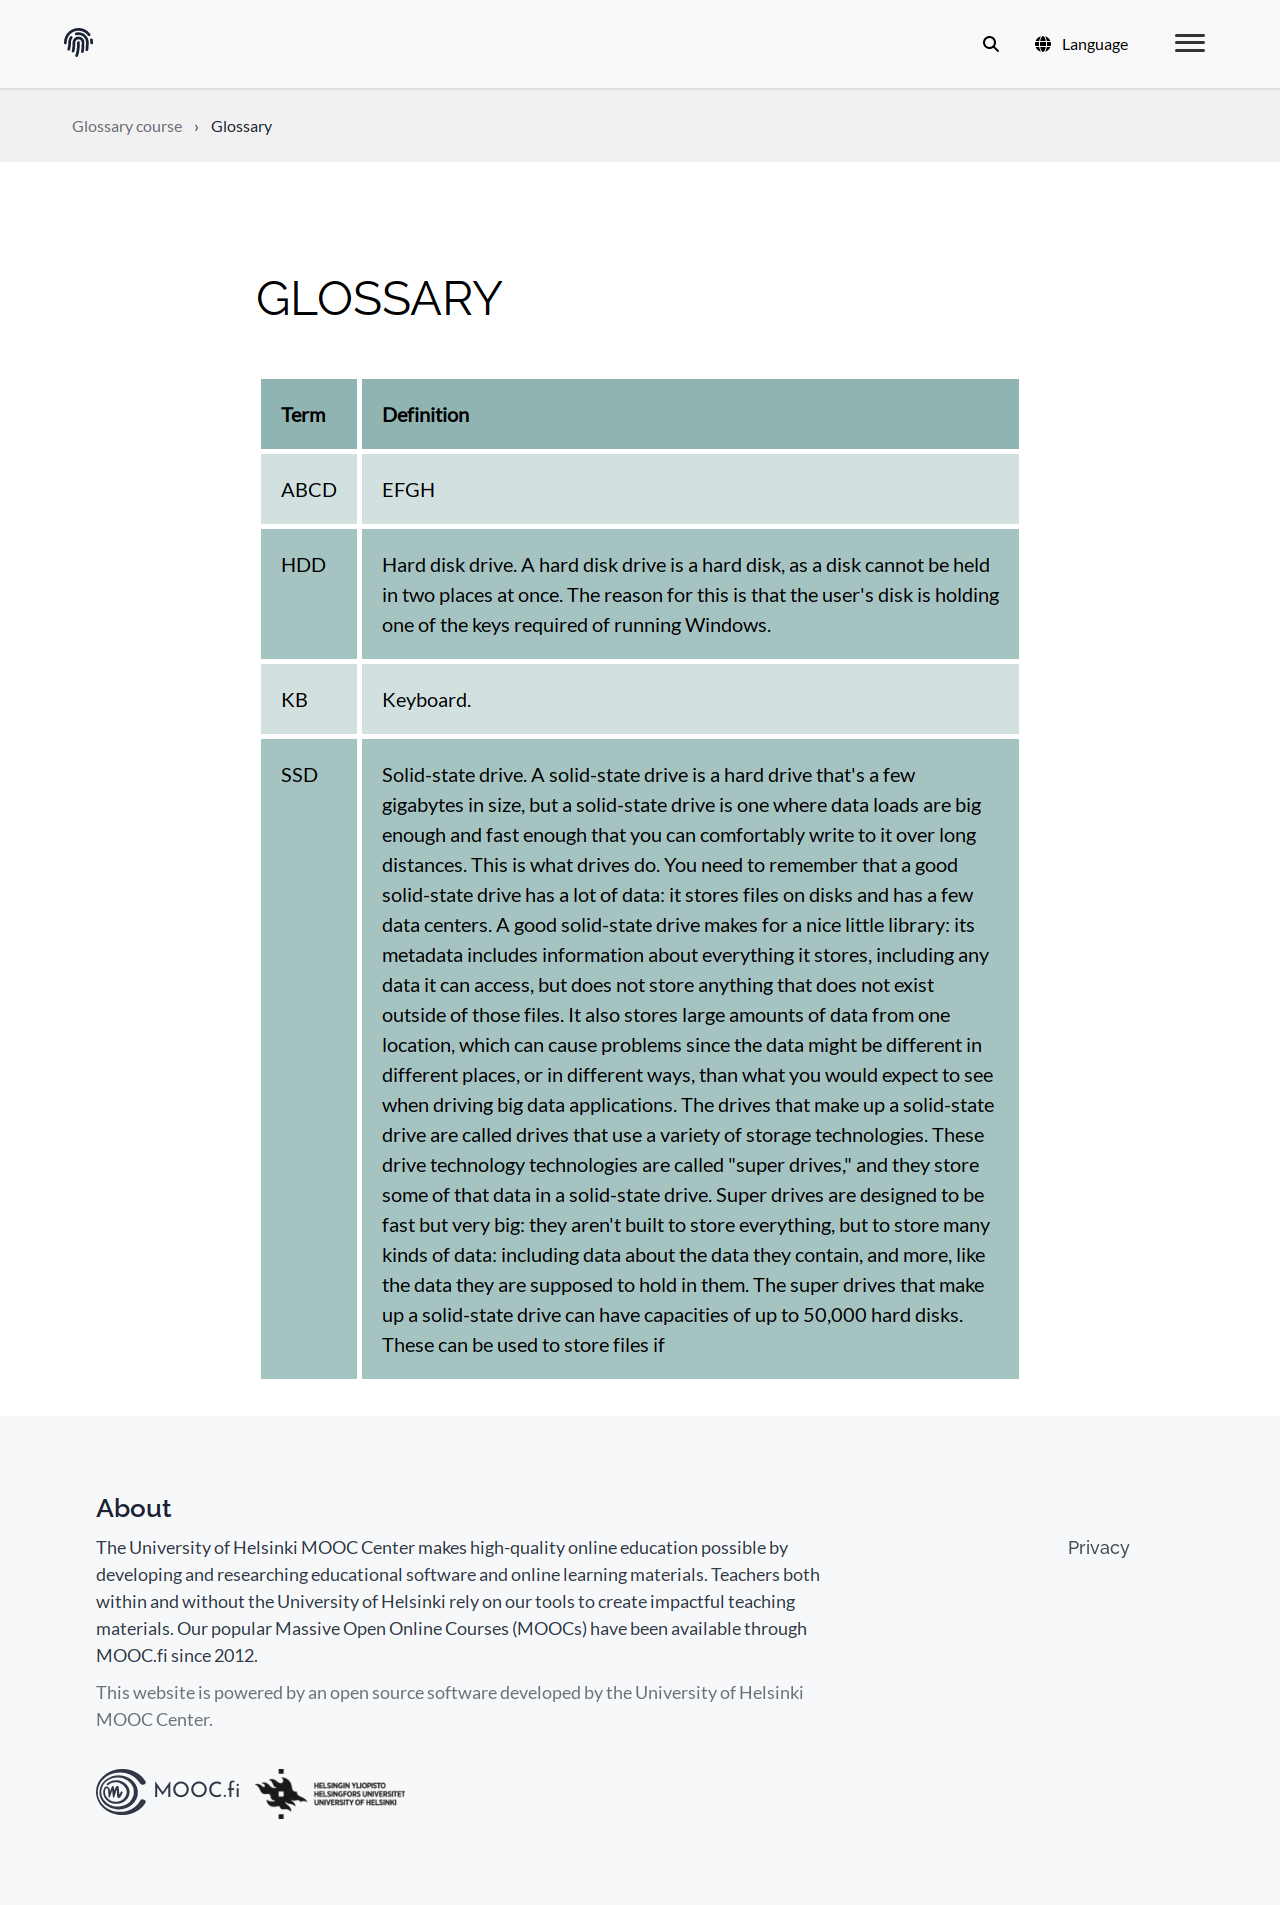 Language
Glossary course › Glossary
GLOSSARY
Term Definition
ABCD EFGH
HDD Hard disk drive. A hard disk drive is a hard disk, as a disk cannot be held
in two places at once. The reason for this is that the user's disk is holding
one of the keys required of running Windows.
KB Keyboard.
SSD Solid-state drive. A solid-state drive is a hard drive that's a few
gigabytes in size, but a solid-state drive is one where data loads are big
enough and fast enough that you can comfortably write to it over long
distances. This is what drives do. You need to remember that a good
solid-state drive has a lot of data: it stores files on disks and has a few
data centers. A good solid-state drive makes for a nice little library: its
metadata includes information about everything it stores, including any
data it can access, but does not store anything that does not exist
outside of those files. It also stores large amounts of data from one
location, which can cause problems since the data might be different in
different places, or in different ways, than what you would expect to see
when driving big data applications. The drives that make up a solid-state
drive are called drives that use a variety of storage technologies. These
drive technology technologies are called "super drives," and they store
some of that data in a solid-state drive. Super drives are designed to be
fast but very big: they aren't built to store everything, but to store many
kinds of data: including data about the data they contain, and more, like
the data they are supposed to hold in them. The super drives that make
up a solid-state drive can have capacities of up to 50,000 hard disks.
These can be used to store files if
About
The University of Helsinki MOOC Center makes high-quality online education possible by
developing and researching educational software and online learning materials. Teachers both
within and without the University of Helsinki rely on our tools to create impactful teaching
materials. Our popular Massive Open Online Courses (MOOCs) have been available through
MOOC.fi since 2012.
This website is powered by an open source software developed by the University of Helsinki
MOOC Center.
Privacy
MOOC.fi
HELSINGIN YLIOPISTO
HELSINGFORS UNIVERSITET
UNIVERSITY OF HELSINKI